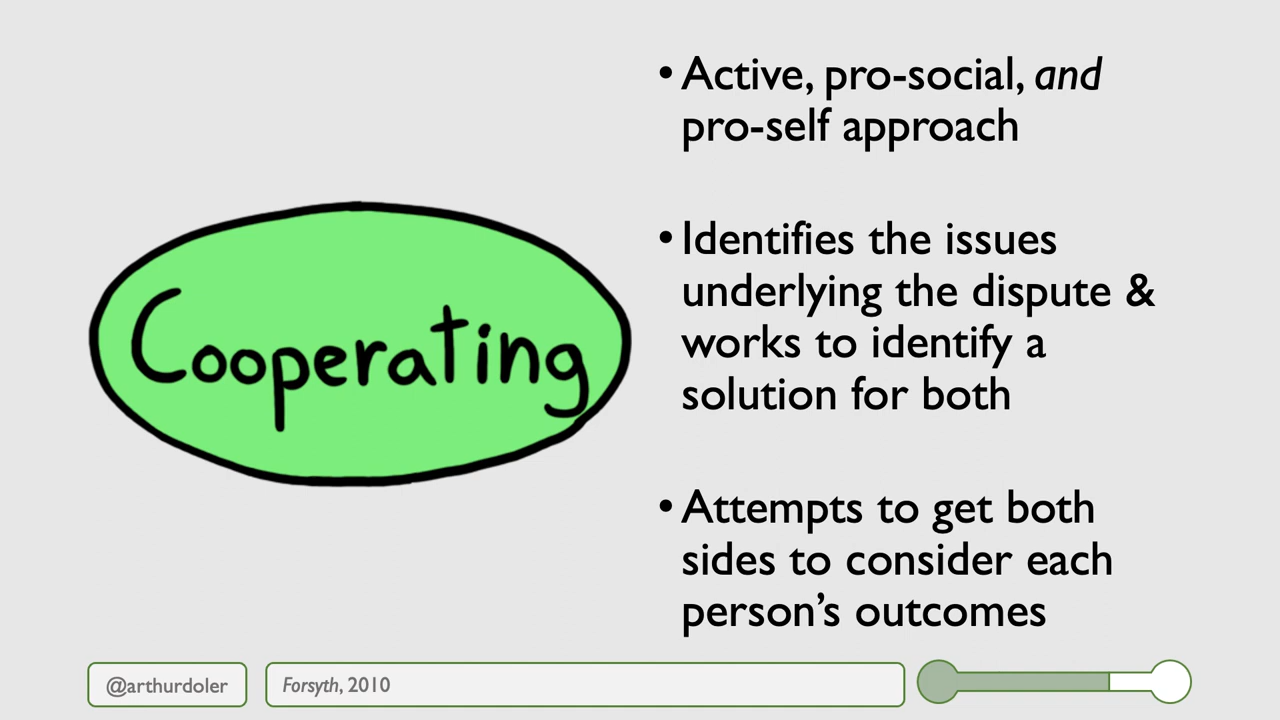 Cooperating
• Active, pro-social, and
pro-self approach
• Identifies the issues
underlying the dispute &
works to identify a
solution for both
• Attempts to get both
sides to consider each
person’s outcomes
@arthurdoler
Forsyth, 2010